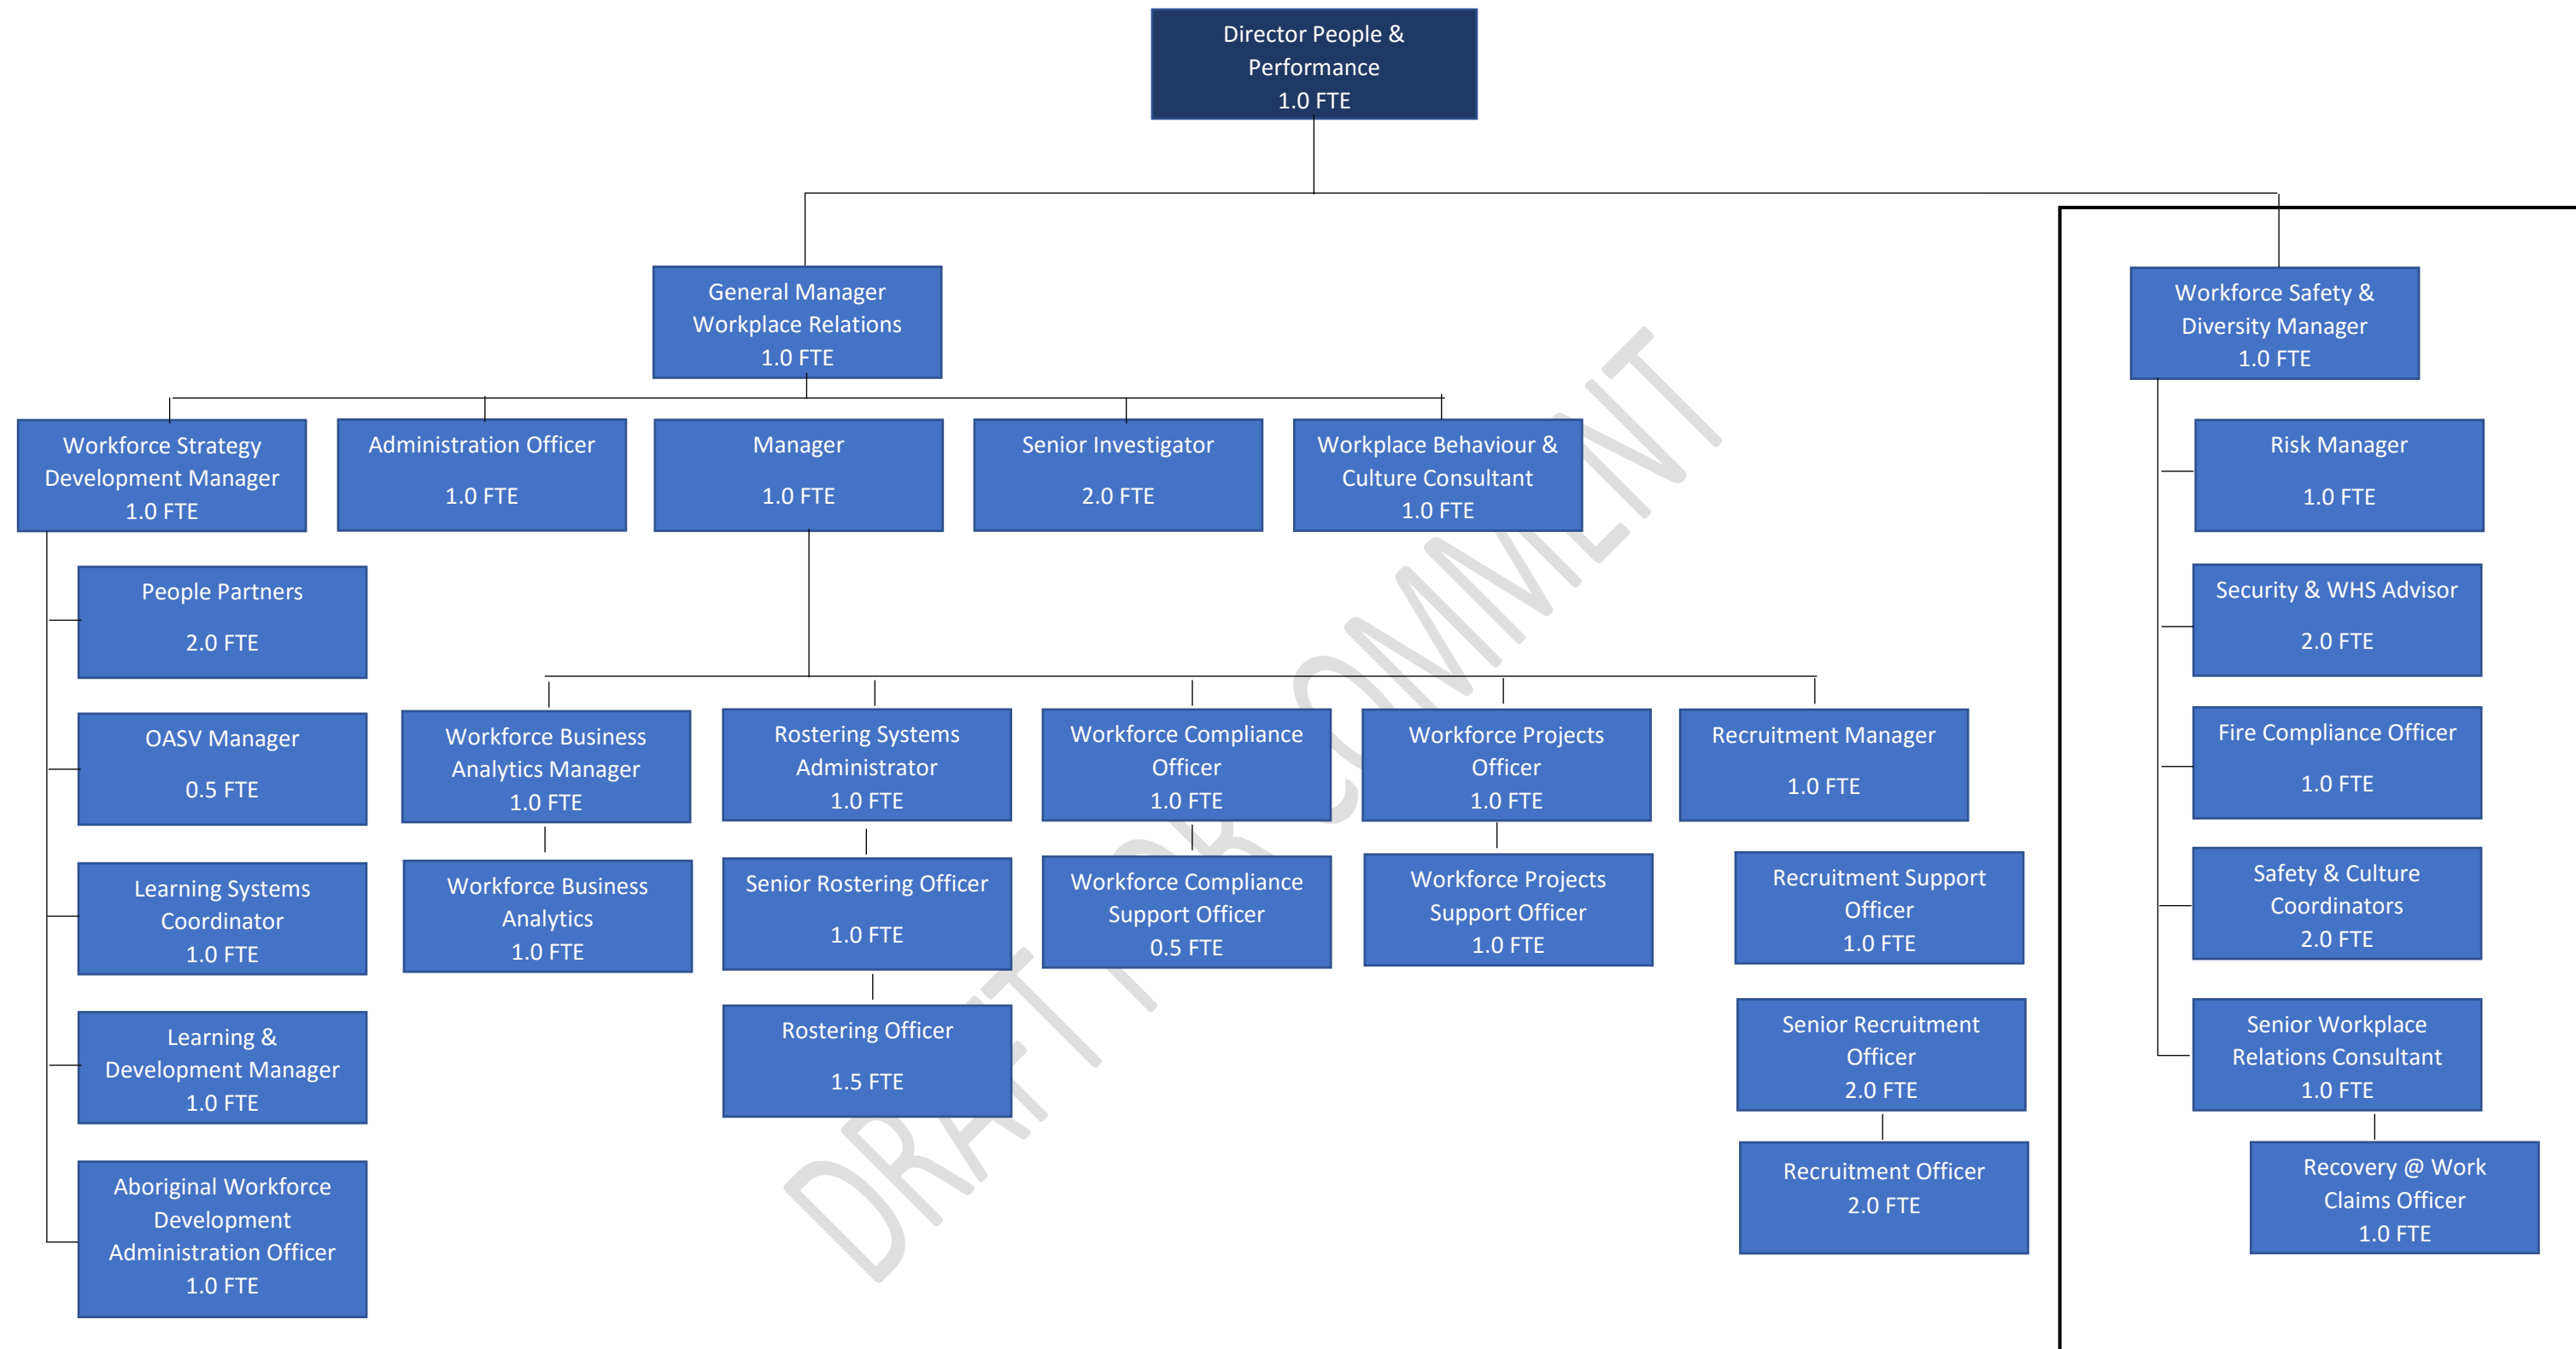 Director People &
Performance
1.0 FTE
General Manager
Workplace Relations
1.0 FTE
Workforce Safety &
Diversity Manager
1.0 FTE
Workforce Strategy
Development Manager
1.0 FTE
Administration Officer
1.0 FTE
Manager
1.0 FTE
Senior Investigator
2.0 FTE
Workplace Behaviour &
Culture Consultant
1.0 FTE
People Partners
2.0 FTE
OASV Manager
0.5 FTE
Learning Systems
Coordinator
1.0 FTE
Learning &
Development Manager
1.0 FTE
Aboriginal Workforce
Development
Administration Officer
1.0 FTE
Workforce Business
Analytics Manager
1.0 FTE
Workforce Business
Analytics
1.0 FTE
Rostering Systems
Administrator
1.0 FTE
Senior Rostering Officer
1.0 FTE
Rostering Officer
1.5 FTE
Workforce Compliance
Officer
1.0 FTE
Workforce Compliance
Support Officer
0.5 FTE
Workforce Projects
Officer
1.0 FTE
Workforce Projects
Support Officer
1.0 FTE
Recruitment Manager
1.0 FTE
Recruitment Support
Officer
1.0 FTE
Senior Recruitment
Officer
2.0 FTE
Recruitment Officer
2.0 FTE
Risk Manager
1.0 FTE
Security & WHS Advisor
2.0 FTE
Fire Compliance Officer
1.0 FTE
Safety & Culture
Coordinators
2.0 FTE
Senior Workplace
Relations Consultant
1.0 FTE
Recovery @ Work
Claims Officer
1.0 FTE
DRAFT FOR COMMENT